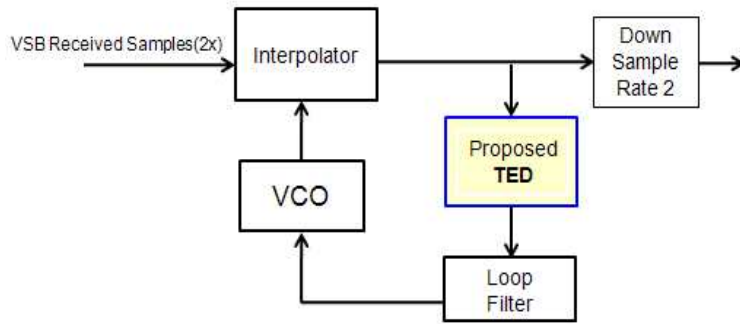 VSB Received Samples(2x)
Interpolator
Down
Sample
Rate 2
Proposed
TED
VCO
Loop
Filter